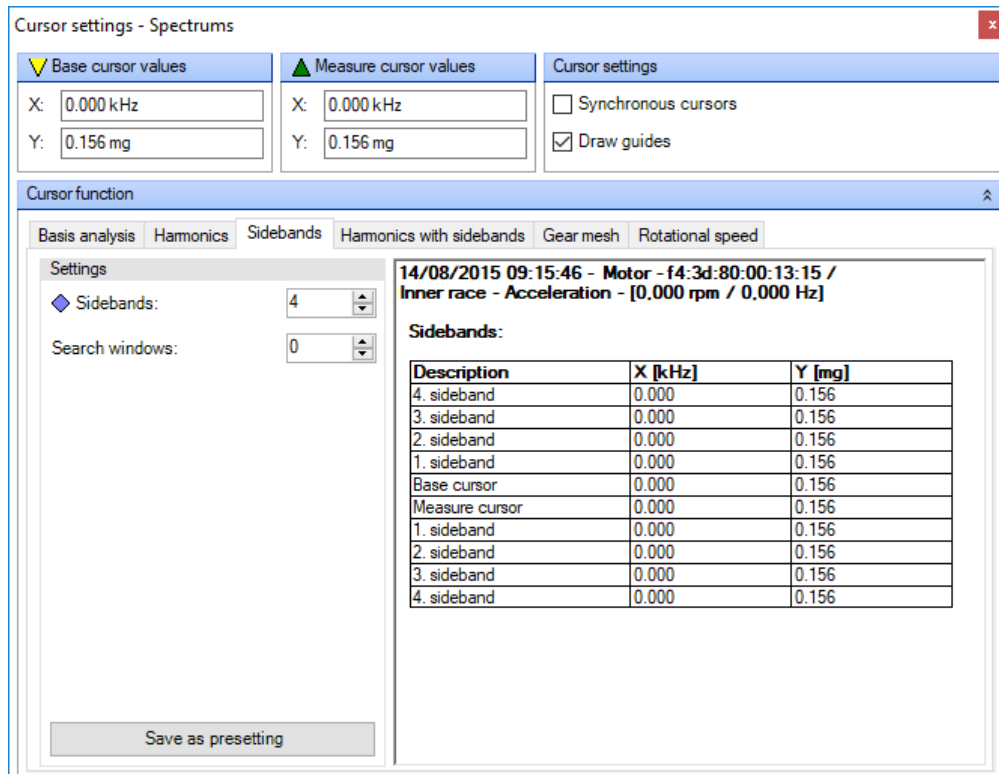 Cursor settings - Spectrums
x
Base cursor values
X: 0.000 kHz
Y: 0.156 mg
Measure cursor values
X: 0.000 kHz
Y: 0.156 mg
Cursor settings
Synchronous cursors
Draw guides
Cursor function
Basis analysis Harmonics Sidebands Harmonics with sidebands Gear mesh Rotational speed
Settings
Sidebands: 4
Search windows: 0
Save as presetting
14/08/2015 09:15:46 - Motor - f4:3d:80:00:13:15 /
Inner race - Acceleration - [0,000 rpm / 0,000 Hz]
Sidebands:
Description X [kHz] Y [mg]
4. sideband 0.000 0.156
3. sideband 0.000 0.156
2. sideband 0.000 0.156
1. sideband 0.000 0.156
Base cursor 0.000 0.156
Measure cursor 0.000 0.156
1. sideband 0.000 0.156
2. sideband 0.000 0.156
3. sideband 0.000 0.156
4. sideband 0.000 0.156